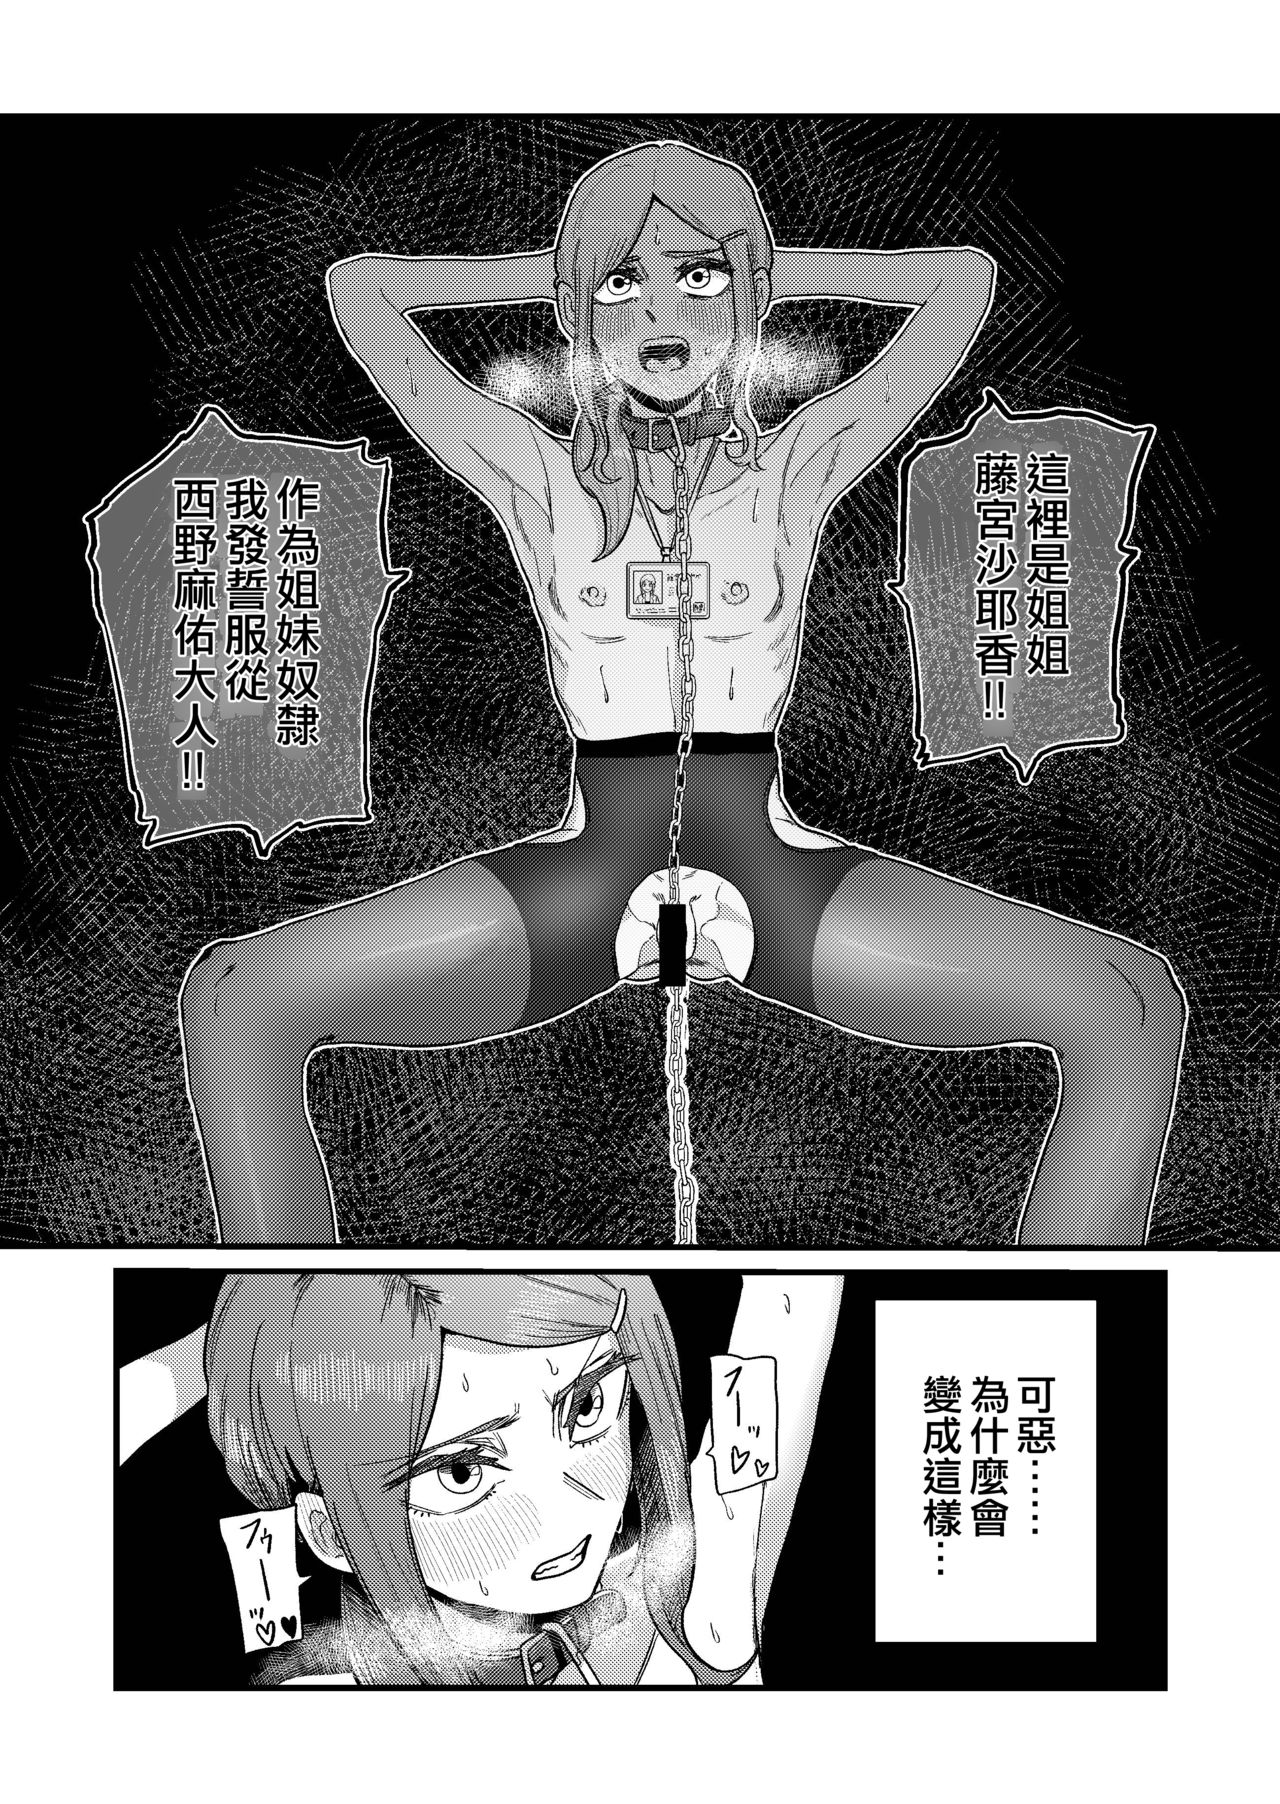 這裡是姐姐
藤宮沙耶香!!
作為姐妹奴隸
我發誓服從
西野麻佑大人!!
可惡……
為什麼會
變成這樣…
フー
フゥー